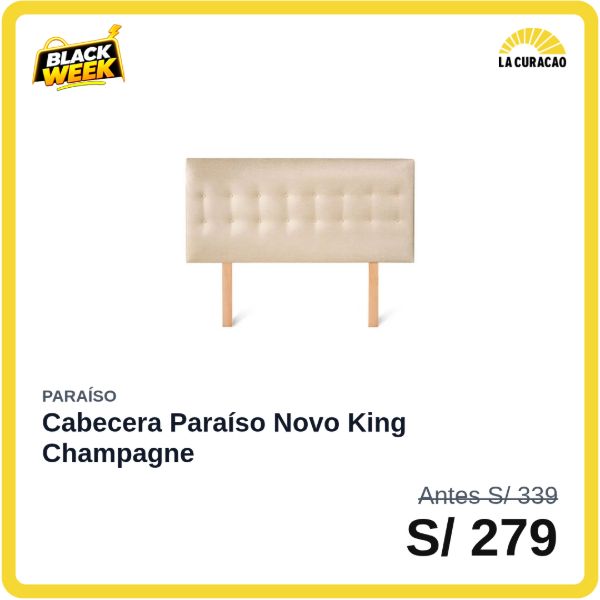 BLACK
WEEK
LA CURACAO
PARAÍSO
Cabecera Paraíso Novo King
Champagne
Antes S/ 339
S/ 279